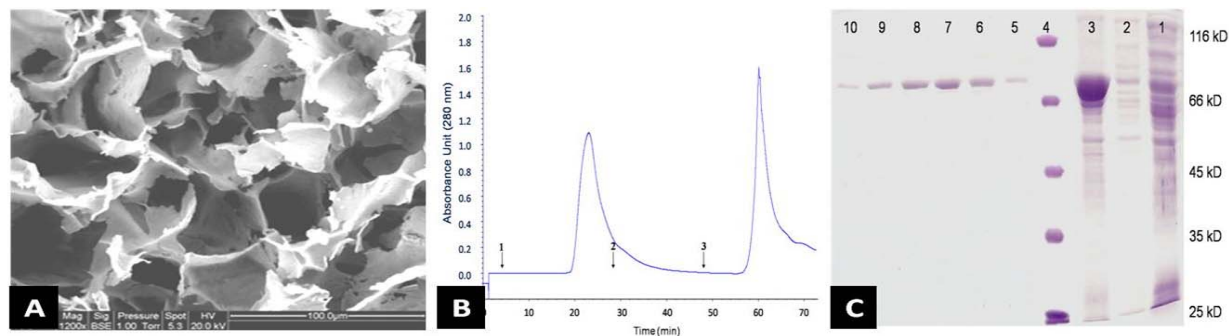 A
Mag Sig Pressure Spot HV
1200x BSE 1.00 Torr 5.3 20.0 kV
100.0µm
Absorbance Unit (280 nm)
2.0
1.8
1.6
1.4
1.2
1.0
0.8
0.6
0.4
0.2
0.0
1
2
3
10 20 30 40 50 60 70
Time (min)
B
10 9 8 7 6 5 4 3 2 1
116 kD
66 kD
45 kD
35 kD
25 kD
C